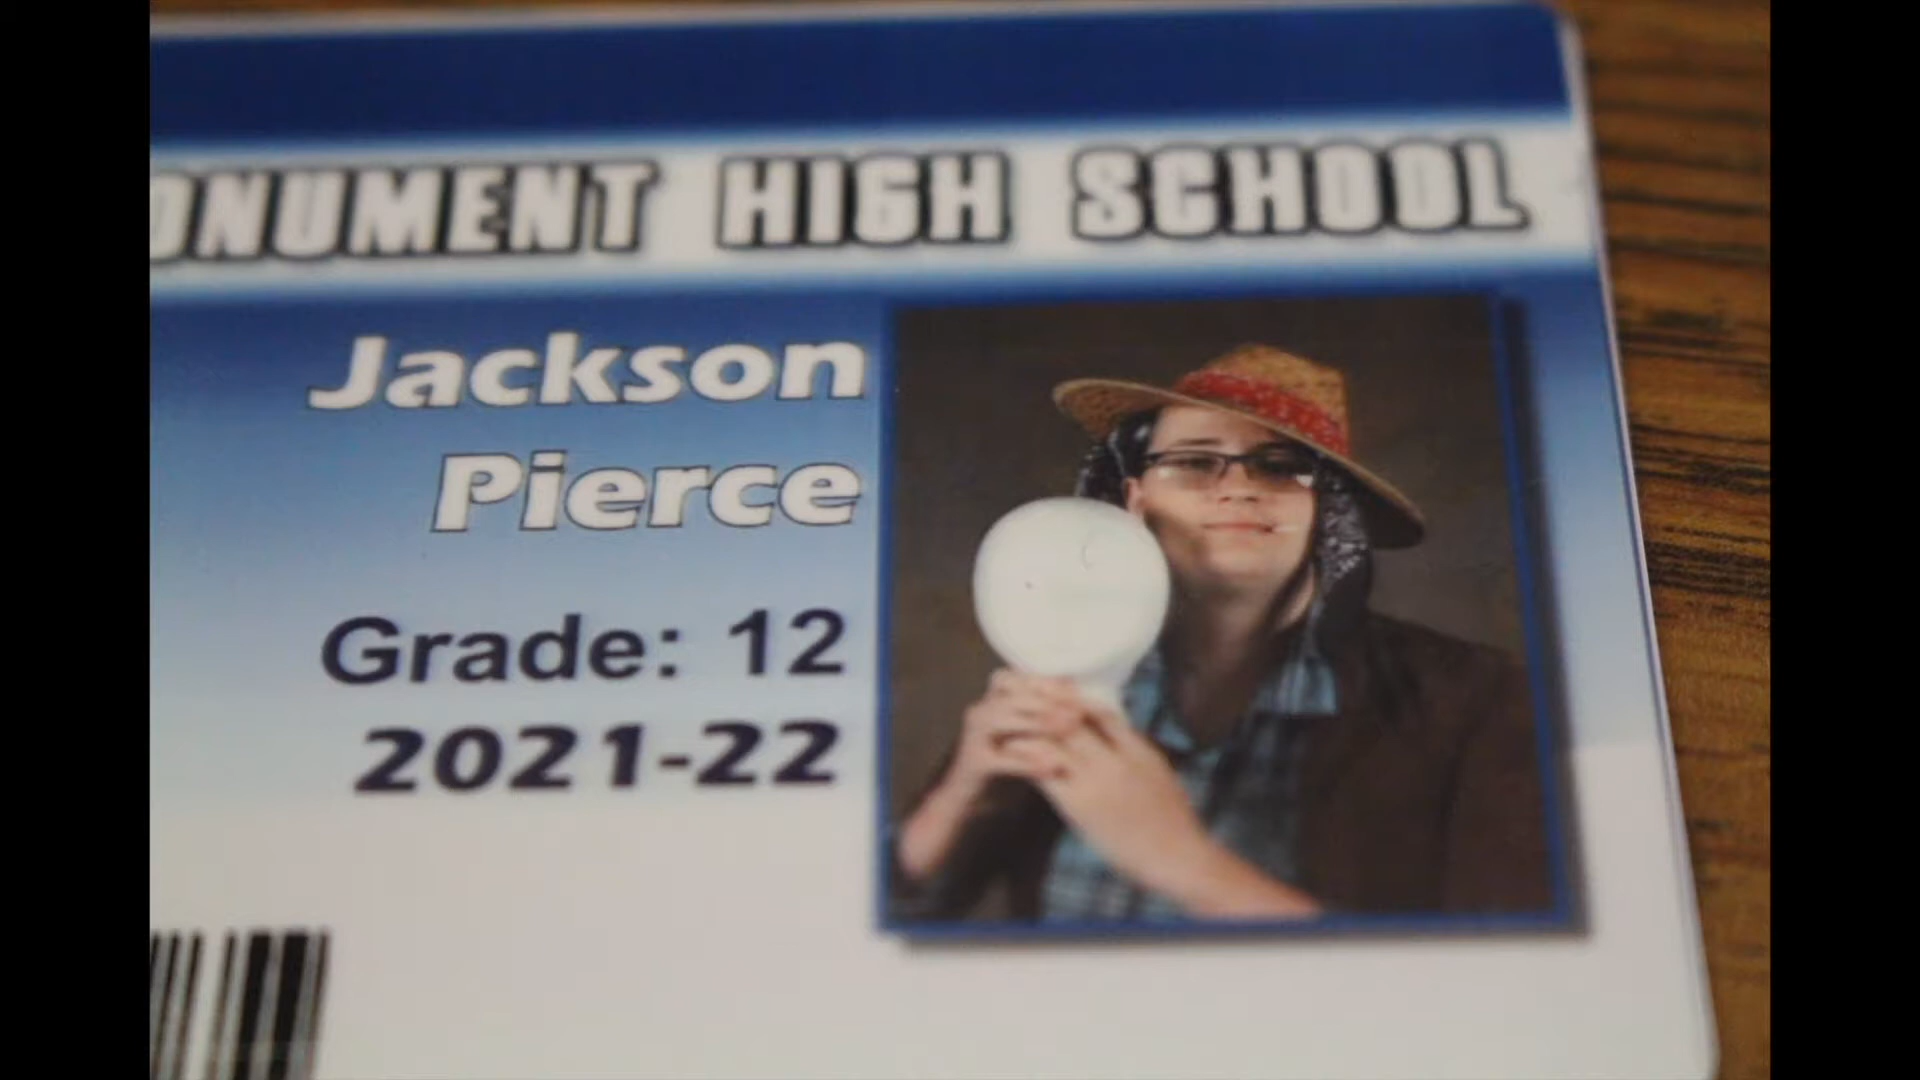 ONUMENT HIGH SCHOOL
Jackson
Pierce
Grade: 12
2021-22